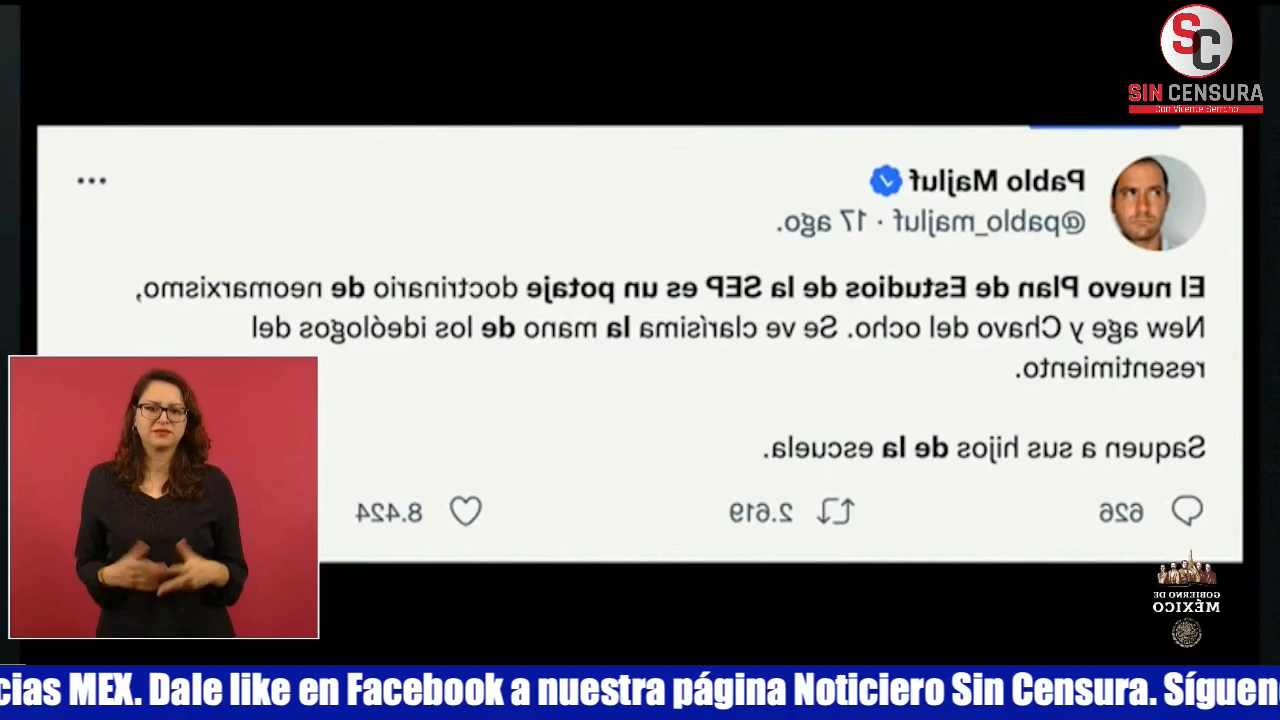 SC
SIN CENSURA
Con Vicente Serrano
Pablo Majluf
@pablo_majluf · 17 ago.
El nuevo Plan de Estudios de la SEP es un potaje doctrinario de neomarxismo,
New age y Chavo del ocho. Se ve clarísima la mano de los ideólogos del
resentimiento.
Saquen a sus hijos de la escuela.
626 2.619 8.424
GOBIERNO DE
MÉXICO
cias MEX. Dale like en Facebook a nuestra página Noticiero Sin Censura. Síguen